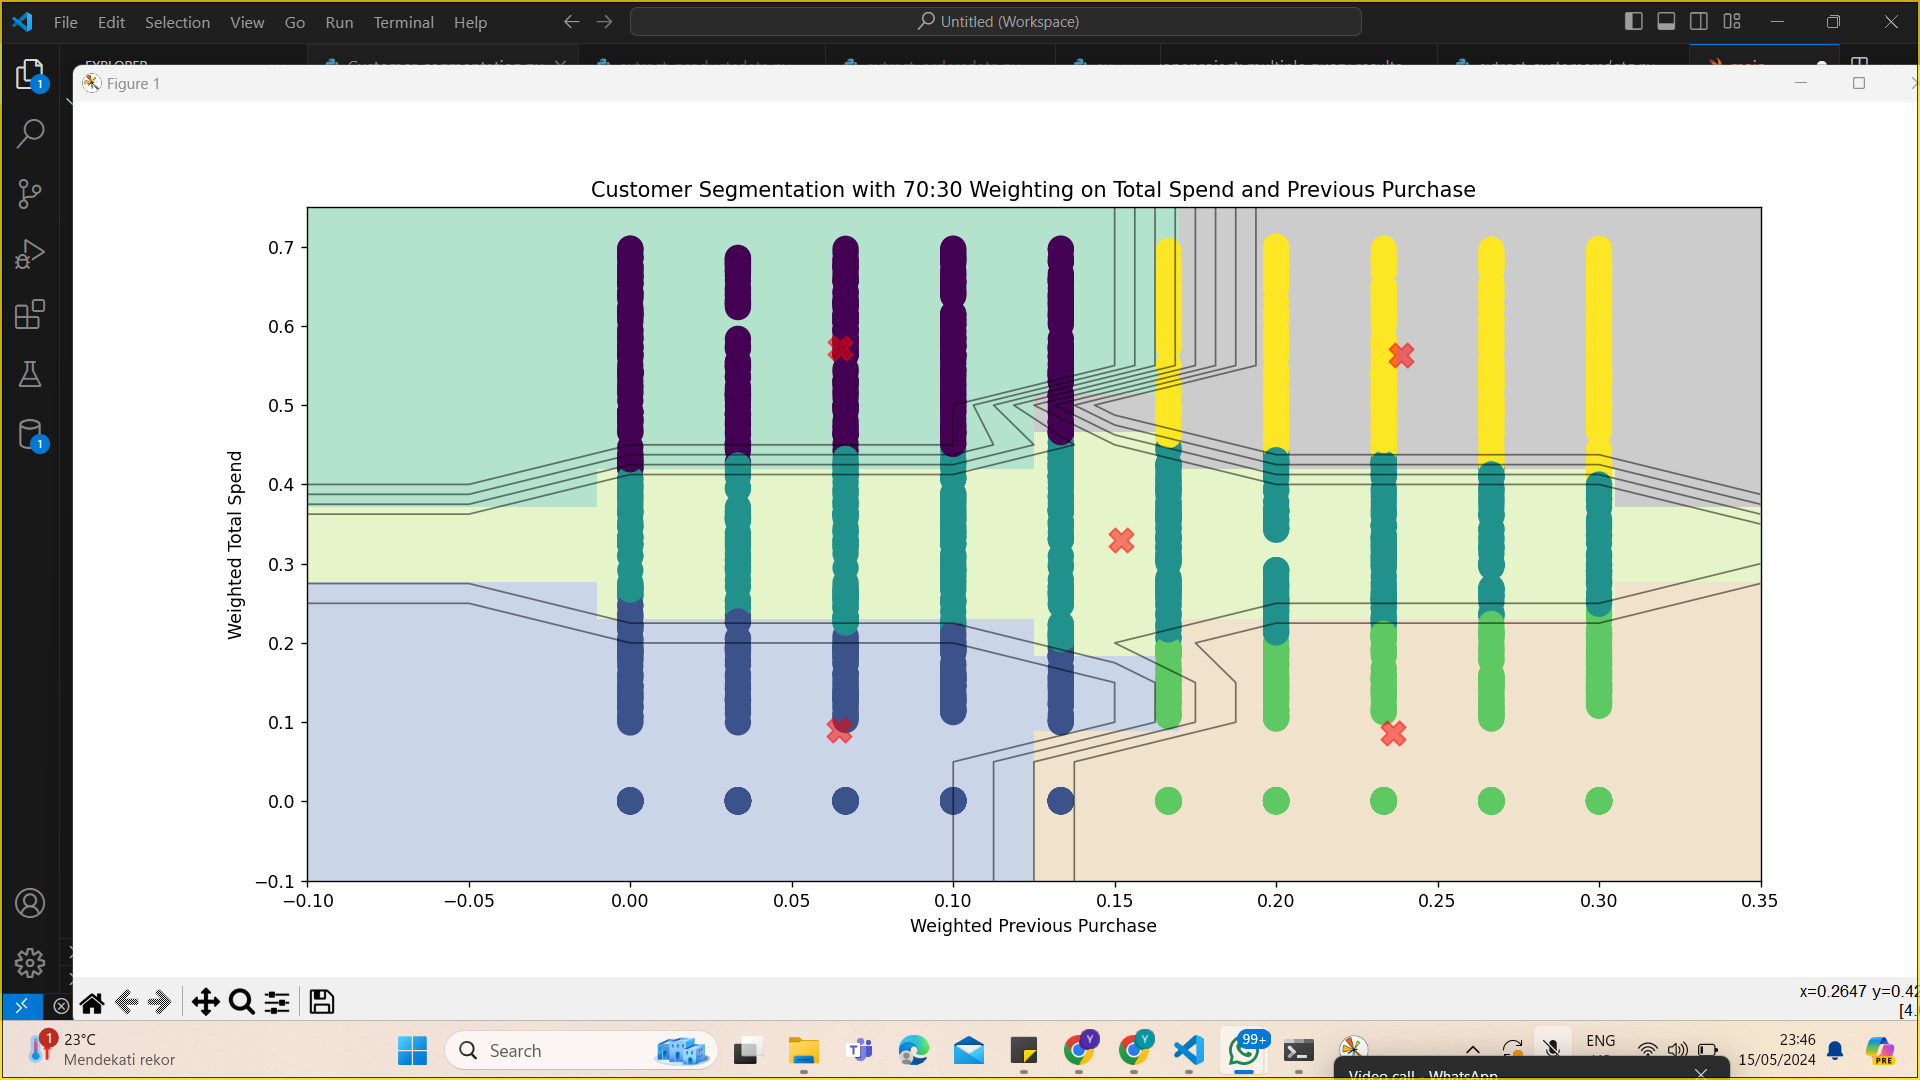 File Edit Selection View Go Run Terminal Help
Untitled (Workspace)
Figure 1
1
1
Customer Segmentation with 70:30 Weighting on Total Spend and Previous Purchase
Weighted Total Spend
0.7
0.6
0.5
0.4
0.3
0.2
0.1
0.0
−0.1
−0.10 −0.05 0.00 0.05 0.10 0.15 0.20 0.25 0.30 0.35
Weighted Previous Purchase
x=0.2647 y=0.42
[4.
1
23°C
Mendekati rekor
Search
Y
Y
99+
ENG
23:46
15/05/2024
PRE
Video call - WhatsApp